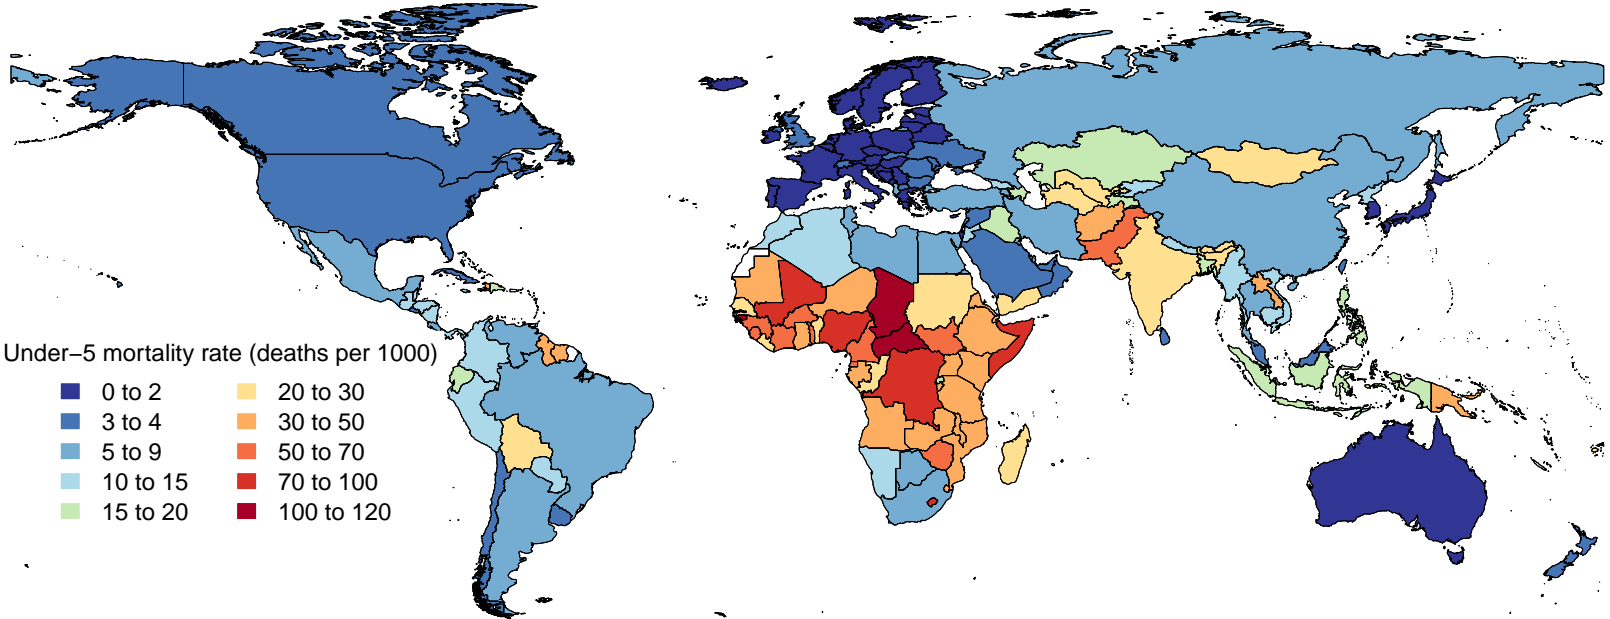 Under−5 mortality rate (deaths per 1000)
0 to 2
3 to 4
5 to 9
10 to 15
15 to 20
20 to 30
30 to 50
50 to 70
70 to 100
100 to 120